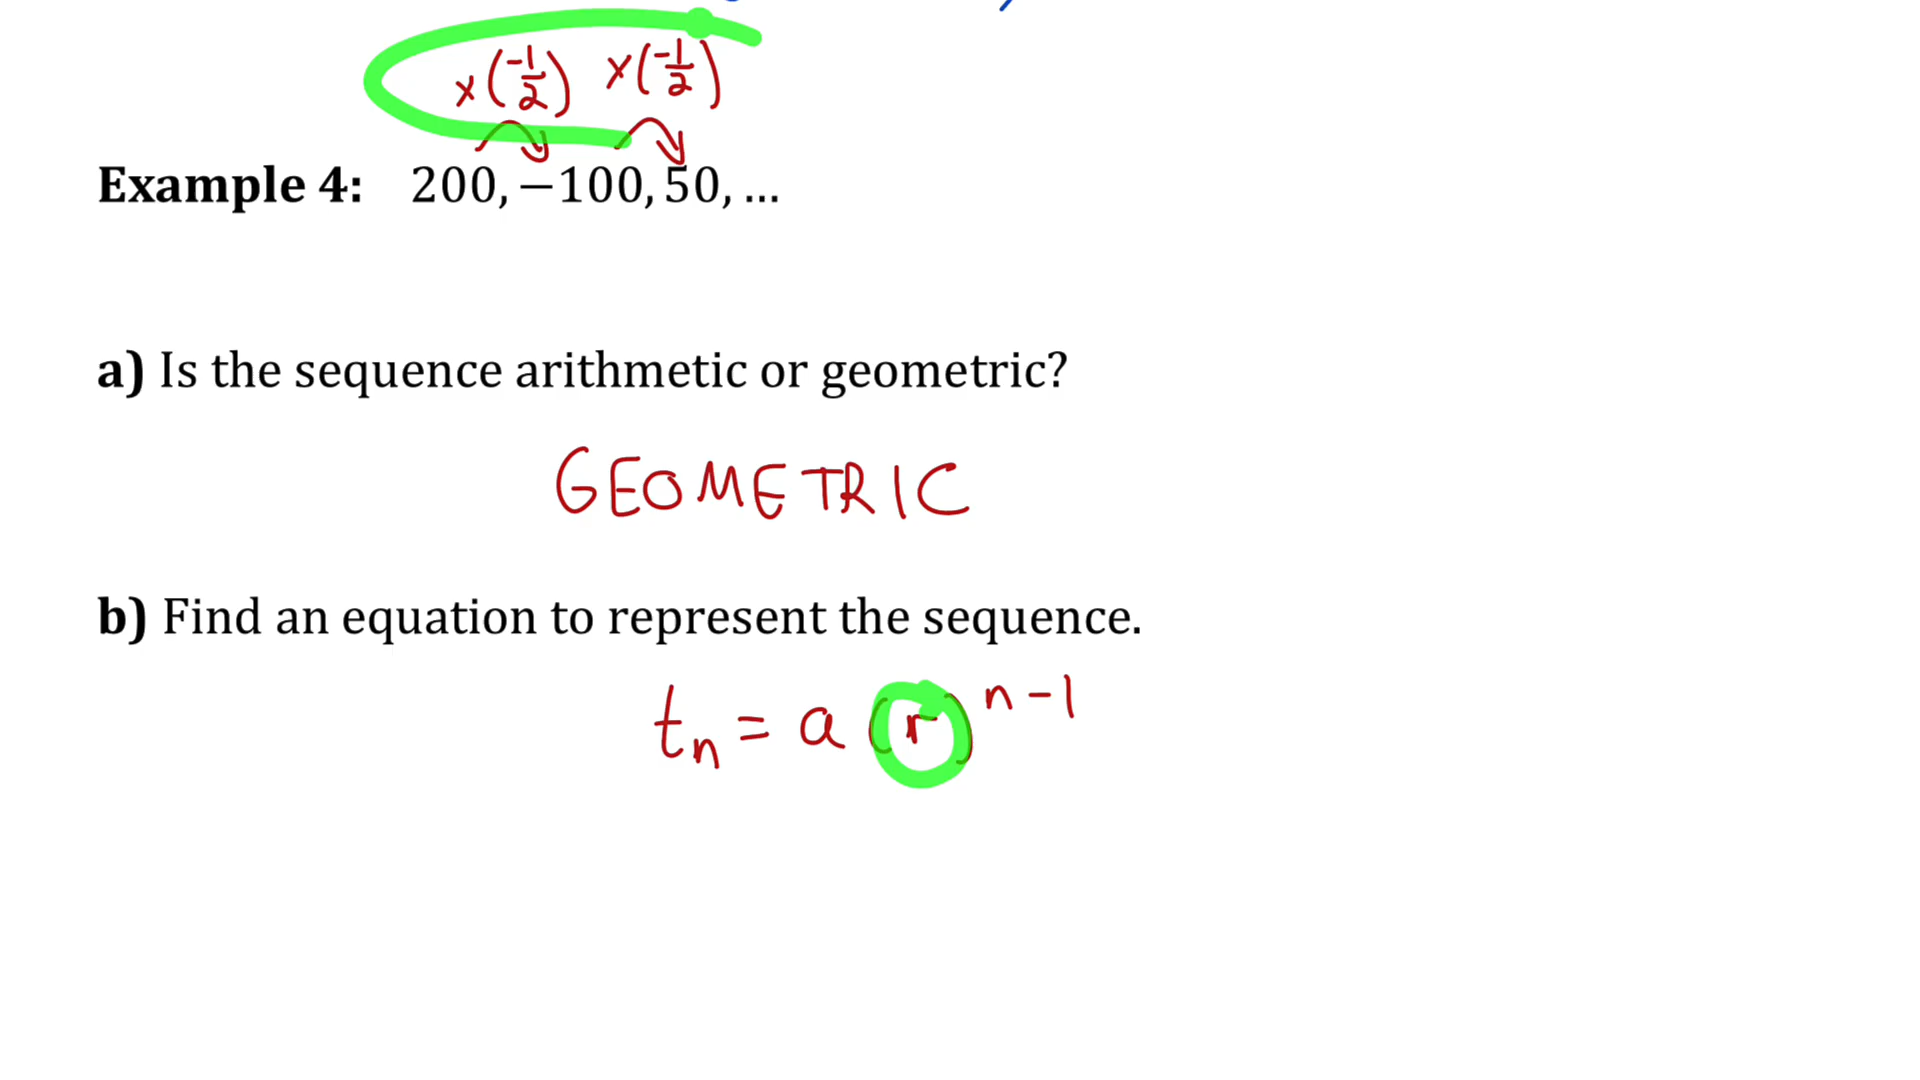 ×(-1/2) ×(-1/2)
Example 4: 200, −100, 50, ...
a) Is the sequence arithmetic or geometric?
GEOMETRIC
b) Find an equation to represent the sequence.
tₙ = a (r)ⁿ⁻¹